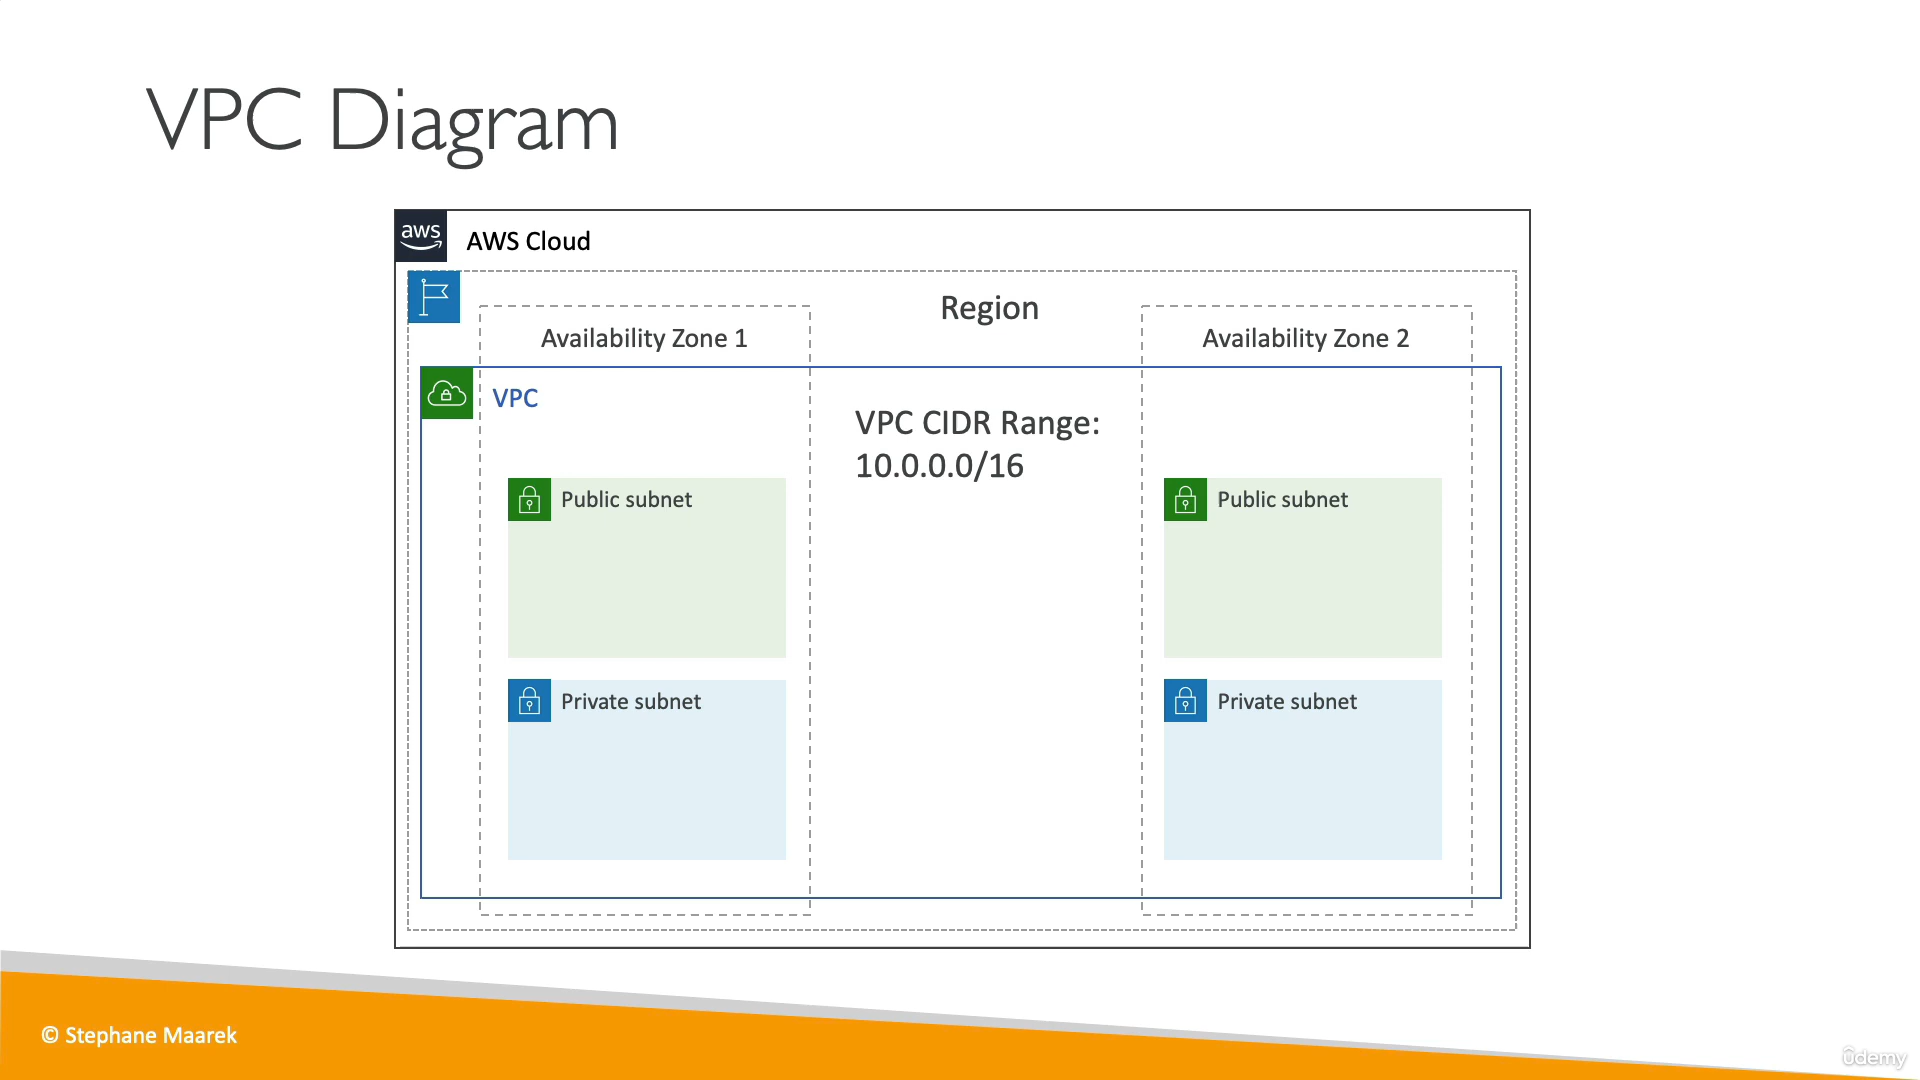 VPC Diagram
aws
AWS Cloud
Region
Availability Zone 1
Availability Zone 2
VPC
VPC CIDR Range:
10.0.0.0/16
Public subnet
Public subnet
Private subnet
Private subnet
© Stephane Maarek
ûdemy